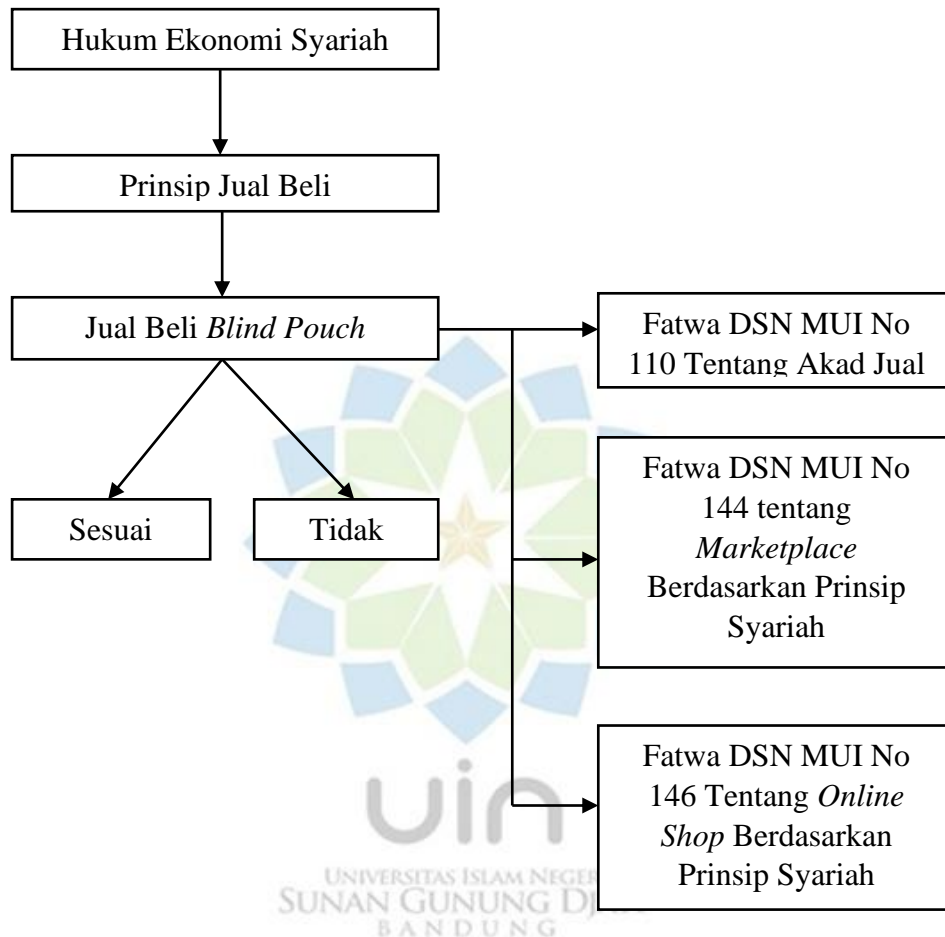 Hukum Ekonomi Syariah
Prinsip Jual Beli
Jual Beli Blind Pouch
Sesuai
Tidak
Fatwa DSN MUI No
110 Tentang Akad Jual
Fatwa DSN MUI No
144 tentang
Marketplace
Berdasarkan Prinsip
Syariah
Fatwa DSN MUI No
146 Tentang Online
Shop Berdasarkan
Prinsip Syariah
uin
UNIVERSITAS ISLAM NEGER
SUNAN GUNUNG
BANDUNG